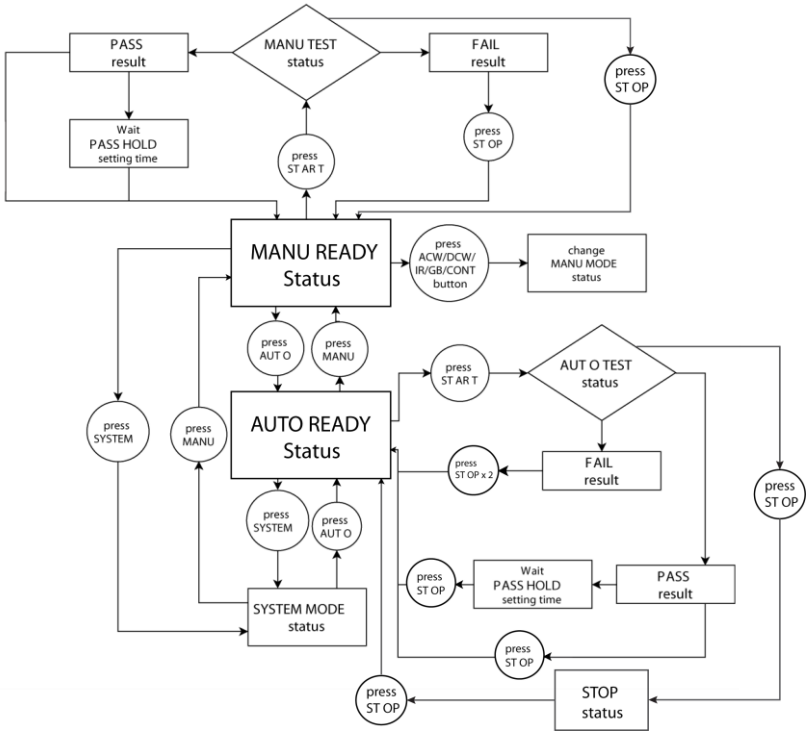 PASS
result
MANU TEST
status
FAIL
result
press
ST OP
Wait
PASS HOLD
setting time
press
ST AR T
press
ST OP
MANU READY
Status
press
ACW/DCW/
IR/GB/CONT
button
change
MANU MODE
status
press
AUT O
press
MANU
press
ST AR T
AUT O TEST
status
press
SYSTEM
press
MANU
AUTO READY
Status
press
ST OP x 2
FAIL
result
press
ST OP
press
SYSTEM
press
AUT O
press
ST OP
Wait
PASS HOLD
setting time
PASS
result
SYSTEM MODE
status
press
ST OP
press
ST OP
STOP
status